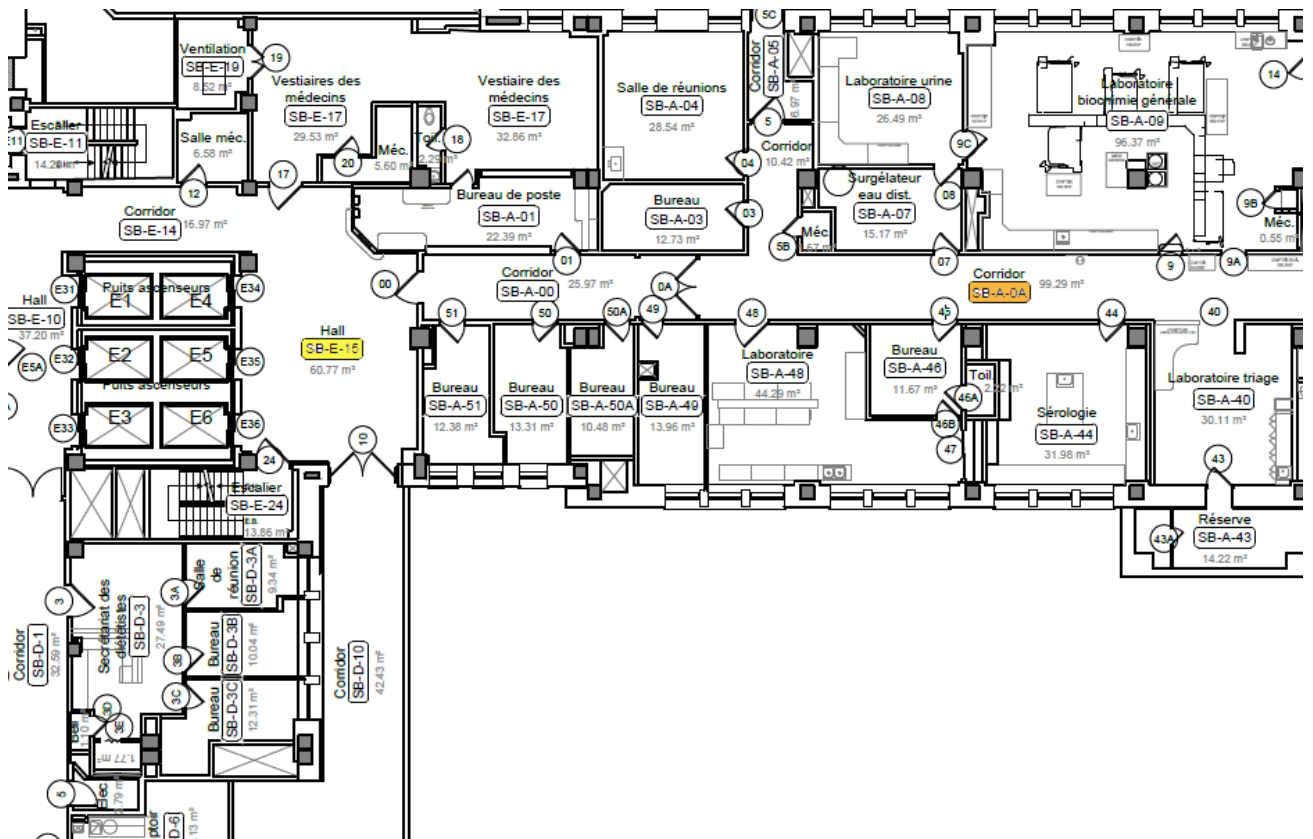 5C
Ventilation
SB-E-19
8.52 m²
19
Vestiaires des
médecins
SB-E-17
29.53 m²
Vestiaire des
médecins
SB-E-17
32.86 m²
Salle de réunions
SB-A-04
28.54 m²
Corridor
SB-A-05
6.97 m²
5
Laboratoire urine
SB-A-08
26.49 m²
Laboratoire
biochimie générale
SB-A-09
96.37 m²
14
E11
Escalier
SB-E-11
Salle méc.
6.58 m²
20
Méc.
5.60 m²
Toil.
2.29 m²
18
04
Corridor
10.42 m²
9C
12
17
Corridor
SB-E-14
16.97 m²
Bureau de poste
SB-A-01
22.39 m²
Bureau
SB-A-03
12.73 m²
03
Surgélateur
eau dist.
SB-A-07
15.17 m²
08
Méc.
5B
9B
Méc.
0.55 m²
01
07
9
9A
E31
Puits ascenseurs
E1
E4
E34
00
Corridor
SB-A-00
25.97 m²
0A
Corridor
SB-A-0A
99.29 m²
Hall
SB-E-10
37.20 m²
E5A
E32
E2
E5
E35
Puits ascenseurs
E33
E3
E6
E36
Hall
SB-E-15
60.77 m²
51
50
50A
49
48
45
44
40
Bureau
SB-A-51
12.38 m²
Bureau
SB-A-50
13.31 m²
Bureau
SB-A-50A
10.48 m²
Bureau
SB-A-49
13.96 m²
Laboratoire
SB-A-48
44.29 m²
Bureau
SB-A-46
11.67 m²
Toil.
46A
46B
47
Sérologie
SB-A-44
31.98 m²
Laboratoire triage
SB-A-40
30.11 m²
43
Réserve
SB-A-43
14.22 m²
43A
24
10
Escalier
SB-E-24
E.B.
13.86 m²
3
Corridor
SB-D-1
32.59 m²
Secrétariat des
diététistes
SB-D-3
27.49 m²
3A
Salle
de
réunion
SB-D-3A
9.34 m²
3B
Bureau
SB-D-3B
10.04 m²
3C
Bureau
SB-D-3C
12.31 m²
Corridor
SB-D-10
42.43 m²
3D
3E
1.77 m²
5
Elec.
D-6